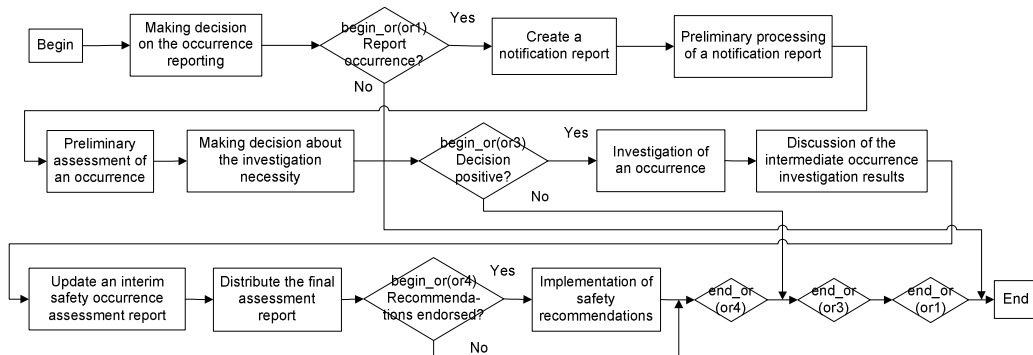 Begin
Making decision
on the occurrence
reporting
begin_or(or1)
Report
occurrence?
Yes
No
Create a
notification report
Preliminary processing
of a notification report
Preliminary
assessment of
an occurrence
Making decision about
the investigation
necessity
begin_or(or3)
Decision
positive?
Yes
No
Investigation of
an occurrence
Discussion of the
intermediate occurrence
investigation results
Update an interim
safety occurrence
assessment report
Distribute the final
assessment
report
begin_or(or4)
Recommenda-
tions endorsed?
Yes
No
Implementation of
safety
recommendations
end_or
(or4)
end_or
(or3)
end_or
(or1)
End